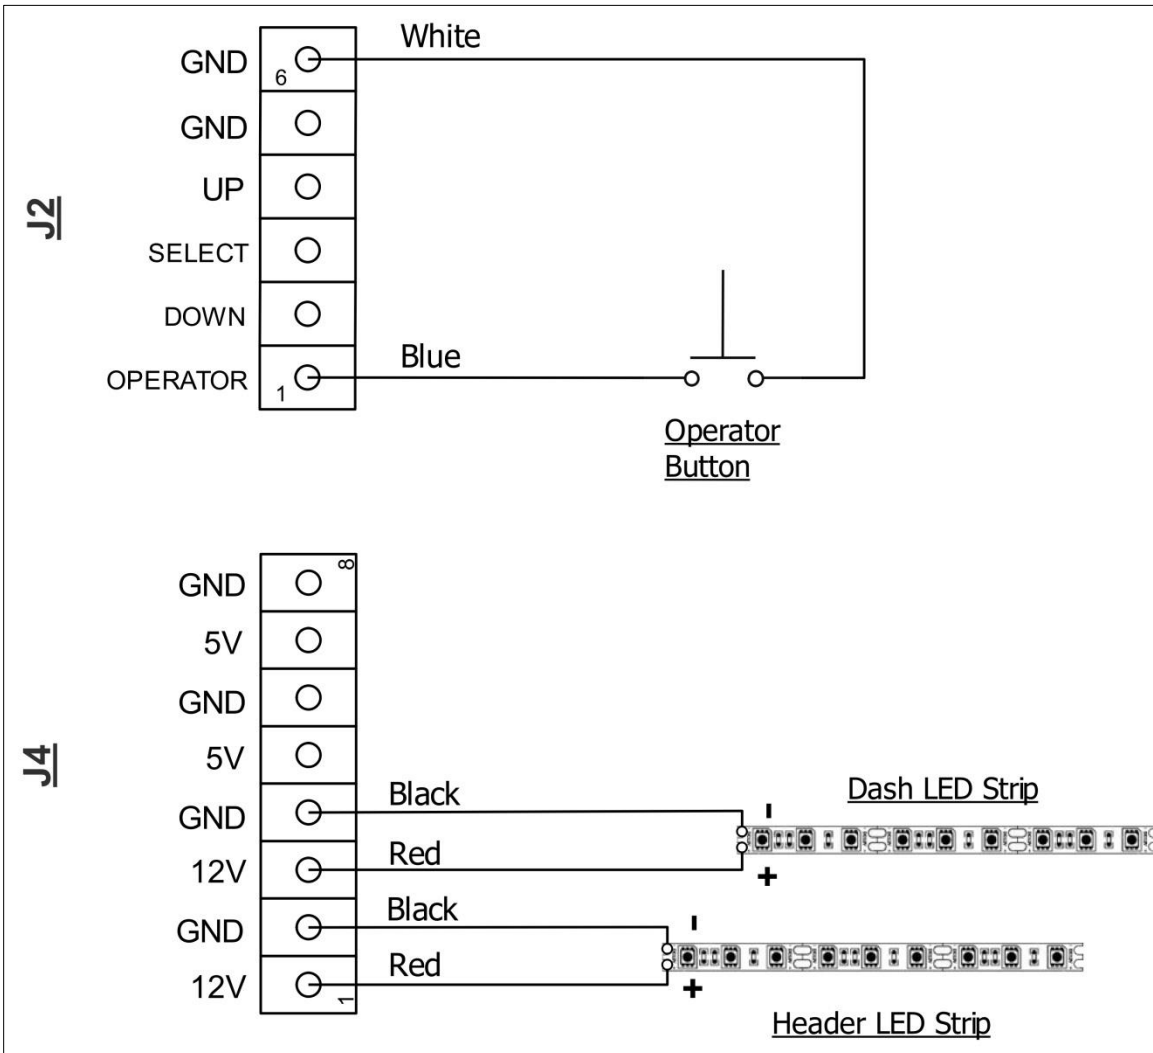 J2
GND
6
White
GND
UP
SELECT
DOWN
OPERATOR
1
Blue
Operator
Button
J4
GND
8
5V
GND
5V
GND
Black
-
Dash LED Strip
12V
Red
+
GND
Black
-
12V
1
Red
+
Header LED Strip